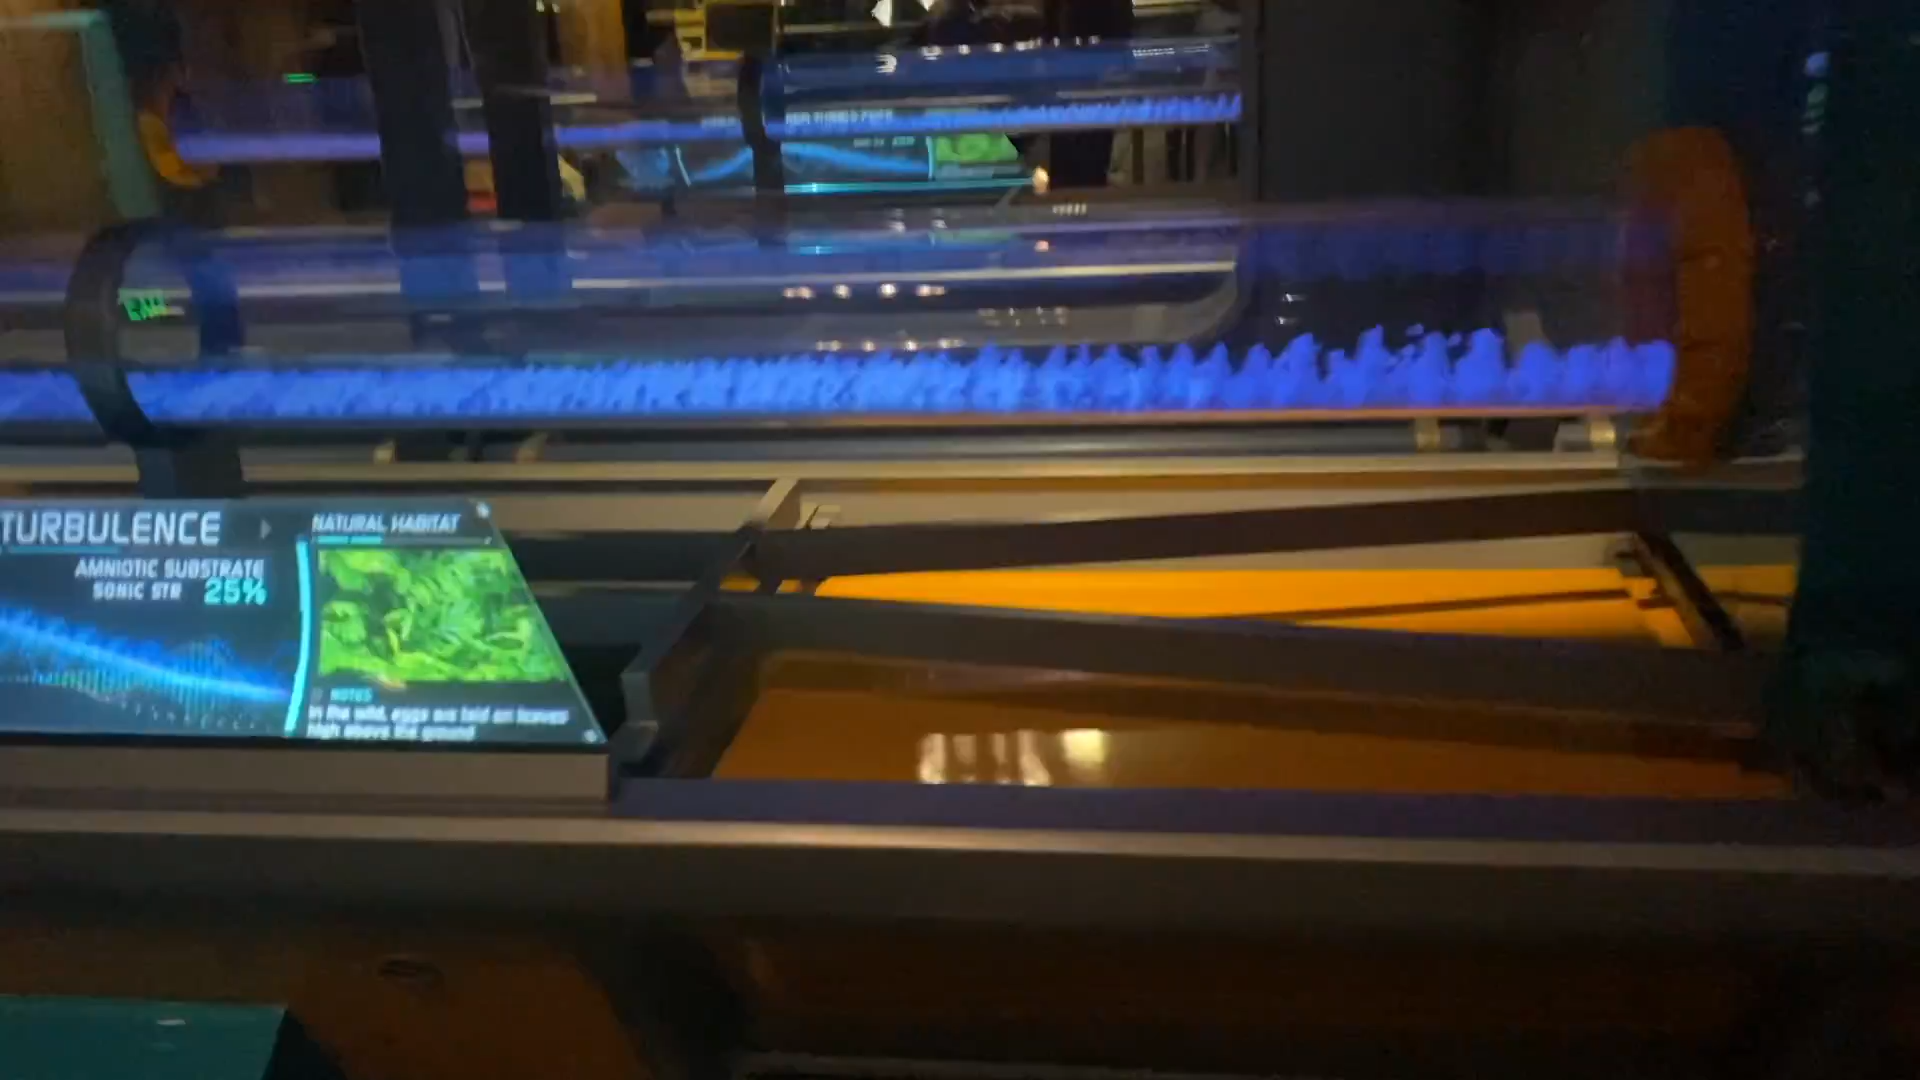 TURBULENCE
NATURAL HABITAT
AMNIOTIC SUBSTRATE
SONIC STR 25%
NOTES
In the wild, eggs are laid on leaves
high above the ground
EXIT